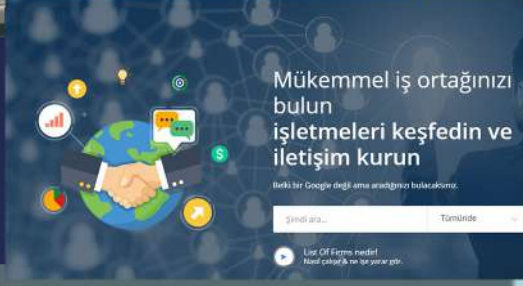 Mükemmel iş ortağınızı
bulun
işletmeleri keşfedin ve
iletişim kurun
Belki bir Google değil ama aradığınızı bulacaksınız.
Şimdi ara...
Tümünde
List Of Firms nedir!
Nasıl çalışır & ne işe yarar gör.